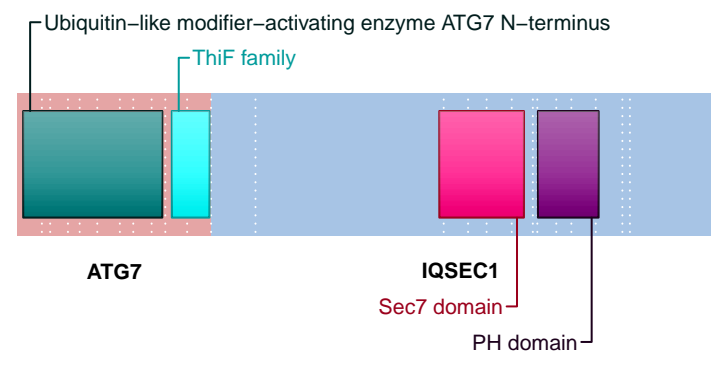 Ubiquitin−like modifier−activating enzyme ATG7 N−terminus
ThiF family
ATG7
IQSEC1
Sec7 domain
PH domain